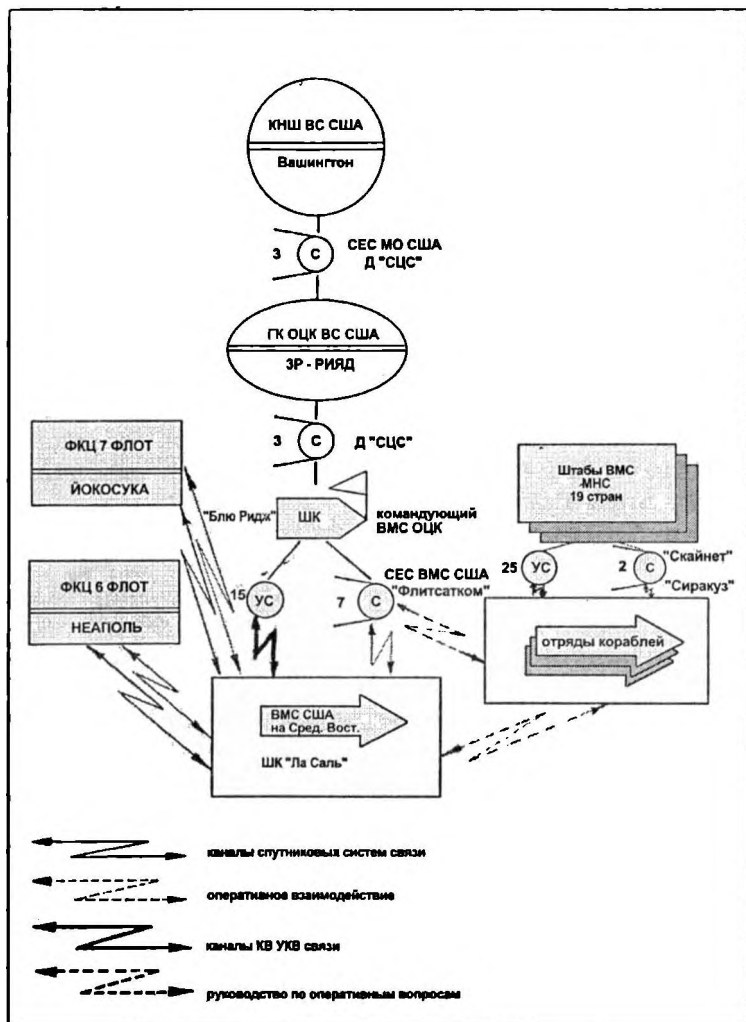 КНШ ВС США
Вашингтон
3
С
СЕС МО США
Д "СЦС"
ГК ОЦК ВС США
ЗР - РИЯД
3
С
Д "СЦС"
ФКЦ 7 ФЛОТ
ЙОКОСУКА
"Блю Ридж"
ШК
командующий
ВМС ОЦК
Штабы ВМС
МНС
19 стран
ФКЦ 6 ФЛОТ
НЕАПОЛЬ
15
УС
7
С
СЕС ВМС США
"Флитсатком"
25
УС
2
С
"Скайнет"
"Сиракуз"
отряды кораблей
ВМС США
на Сред. Вост.
ШК "Ла Саль"
каналы спутниковых систем связи
оперативное взаимодействие
каналы КВ УКВ связи
руководство по оперативным вопросам